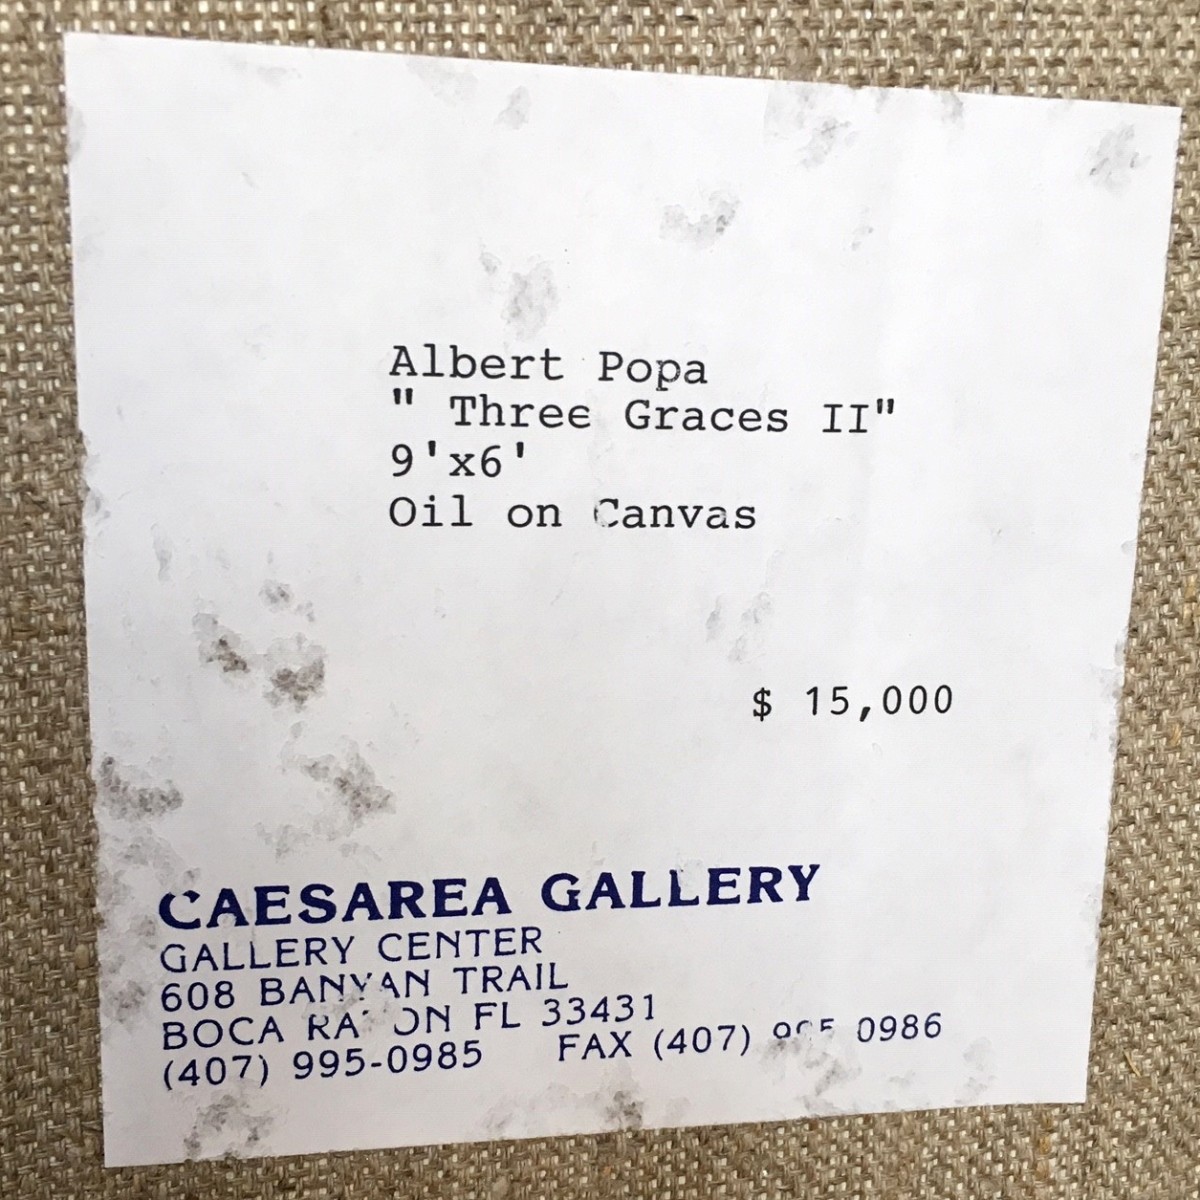 Albert Popa
" Three Graces II"
9'x6'
Oil on Canvas
$ 15,000
CAESAREA GALLERY
GALLERY CENTER
608 BANYAN TRAIL
BOCA RATON FL 33431
(407) 995-0985 FAX (407) 995 0986